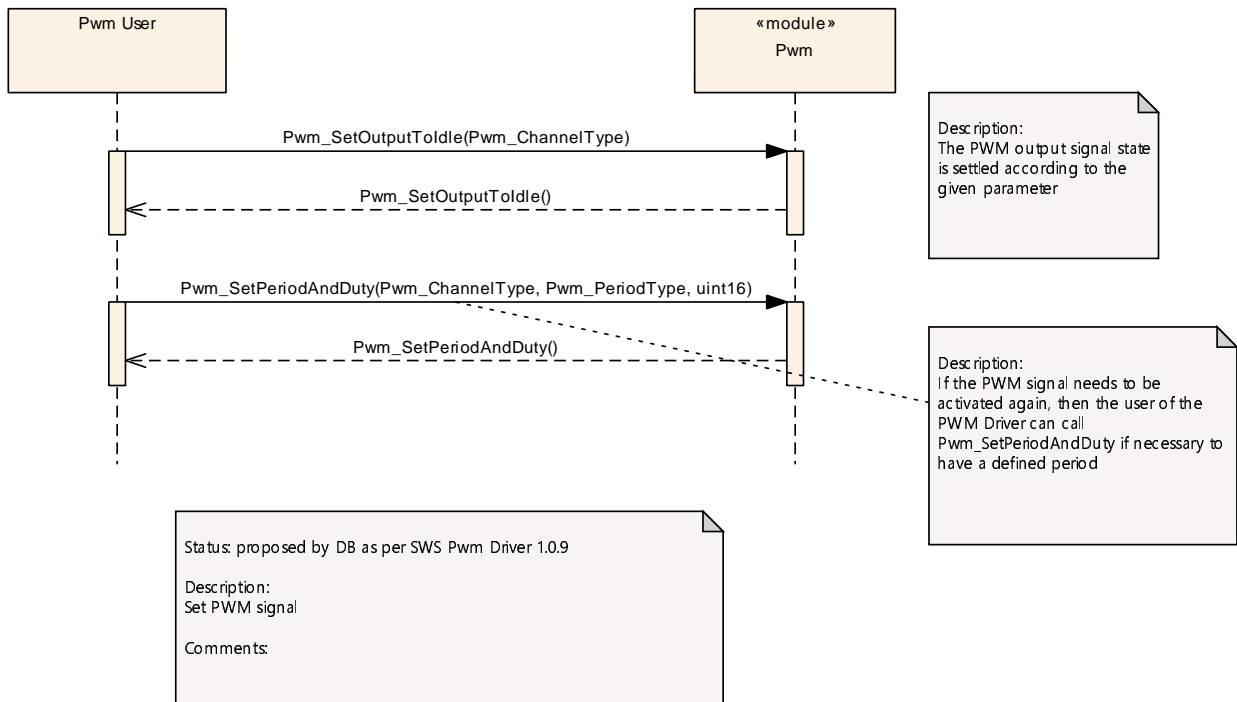 Pwm User
«module»
Pwm
Pwm_SetOutputToIdle(Pwm_ChannelType)
Pwm_SetOutputToIdle()
Pwm_SetPeriodAndDuty(Pwm_ChannelType, Pwm_PeriodType, uint16)
Pwm_SetPeriodAndDuty()
Description:
The PWM output signal state
is settled according to the
given parameter
Description:
If the PWM signal needs to be
activated again, then the user of the
PWM Driver can call
Pwm_SetPeriodAndDuty if necessary to
have a defined period
Status: proposed by DB as per SWS Pwm Driver 1.0.9
Description:
Set PWM signal
Comments: